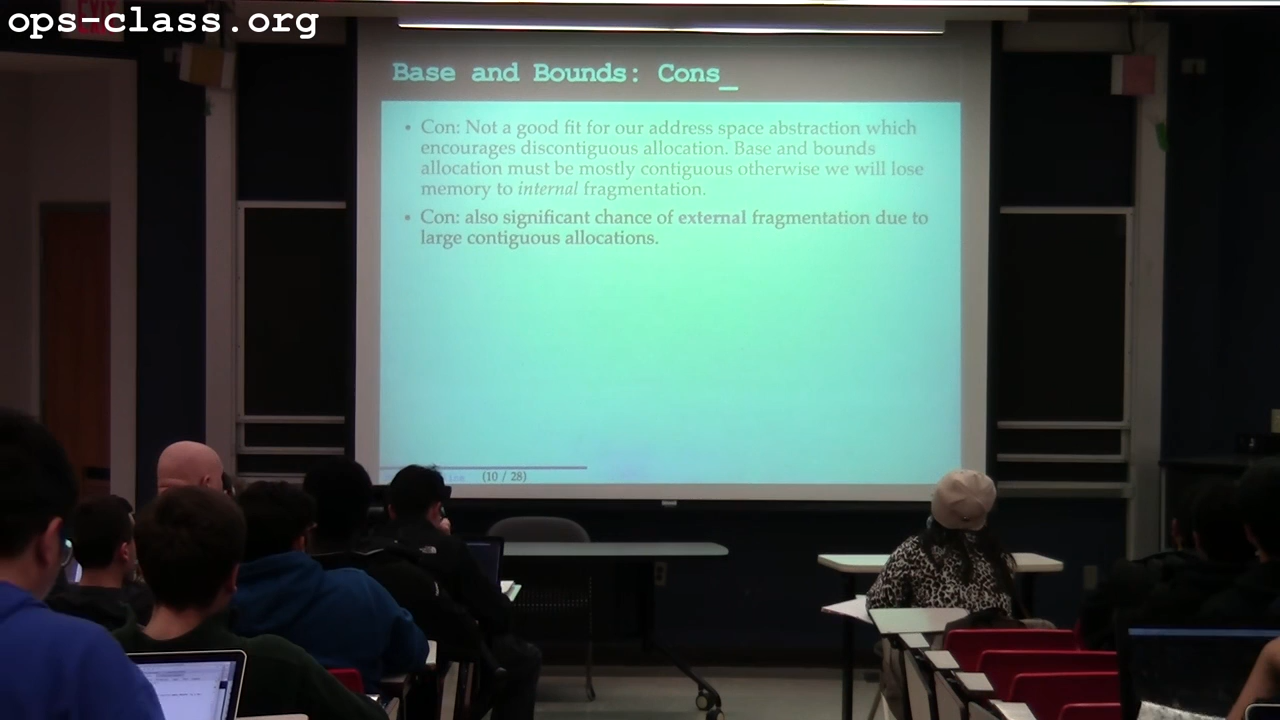 EXIT
ops-class.org
Base and Bounds: Cons_
• Con: Not a good fit for our address space abstraction which
encourages discontiguous allocation. Base and bounds
allocation must be mostly contiguous otherwise we will lose
memory to internal fragmentation.
• Con: also significant chance of external fragmentation due to
large contiguous allocations.
(10 / 28)